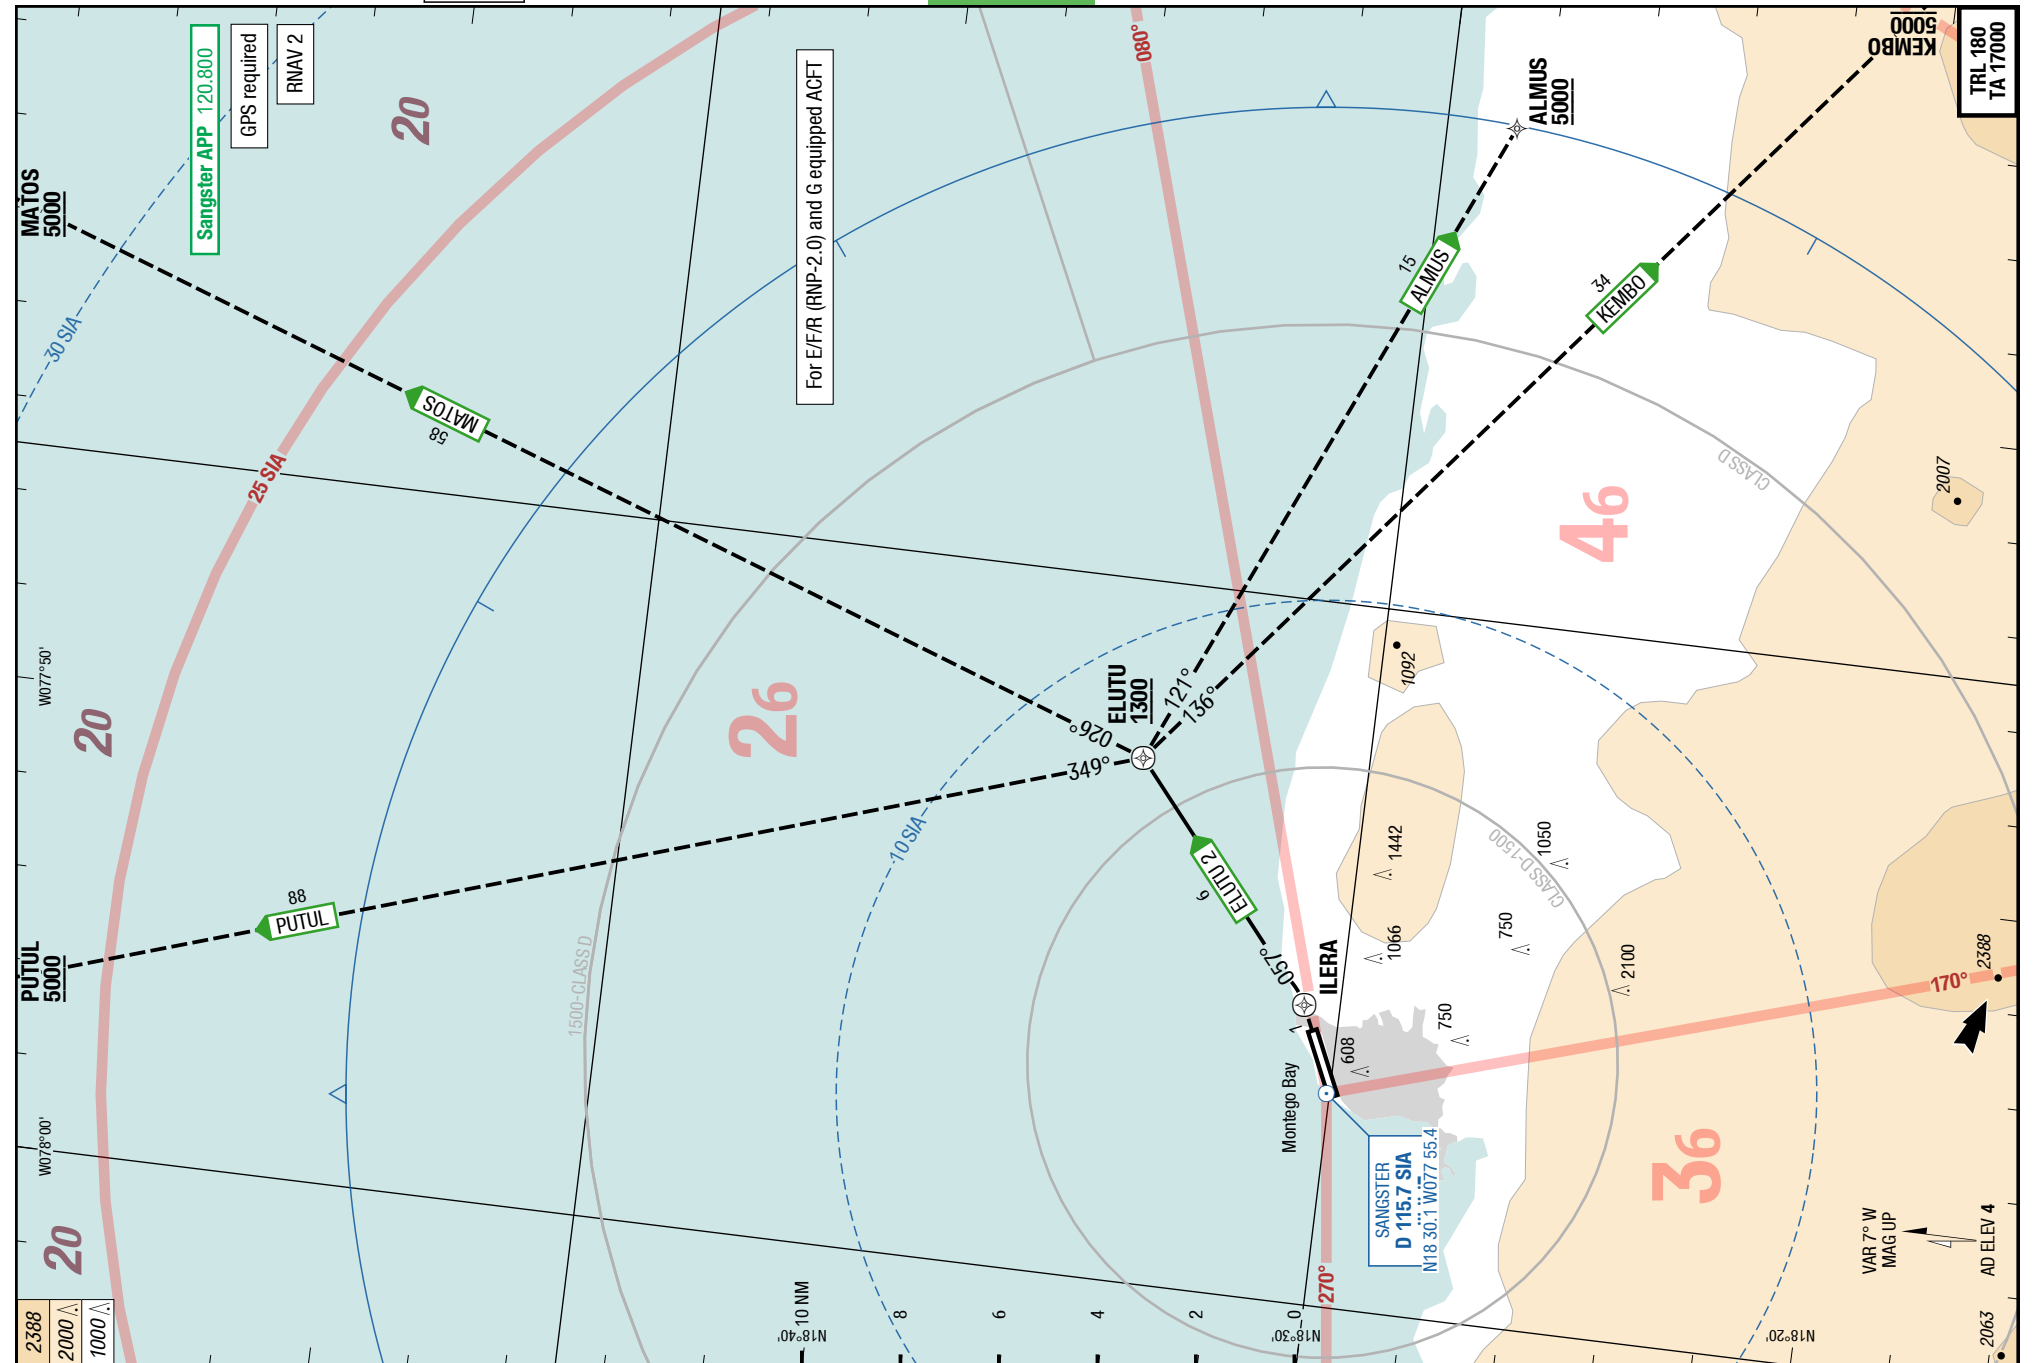 Sangster APP 120.800
GPS required
RNAV 2
For E/F/R (RNP-2.0) and G equipped ACFT
TRL 180
TA 17000
KEMBO
5000
ALMUS
5000
MATOS
5000
PUTUL
5000
ELUTU
1300
ILERA
080°
20
20
20
30 SIA
25 SIA
10 SIA
MATOS
58
PUTUL
88
ALMUS
15
KEMBO
34
ELUTU 2
6
026°
349°
121°
136°
057°
1
26
46
36
CLASS D
1500-CLASS D
CLASS D-1500
W077°50'
W078°00'
2007
1092
1442
1050
1066
750
2100
750
608
2388
170°
270°
Montego Bay
SANGSTER
D 115.7 SIA
N18 30.1 W077 55.4
VAR 7° W
MAG UP
AD ELEV 4
2063
2388
2000
1000
10 NM
8
6
4
2
0
N18°40'
N18°30'
N18°20'